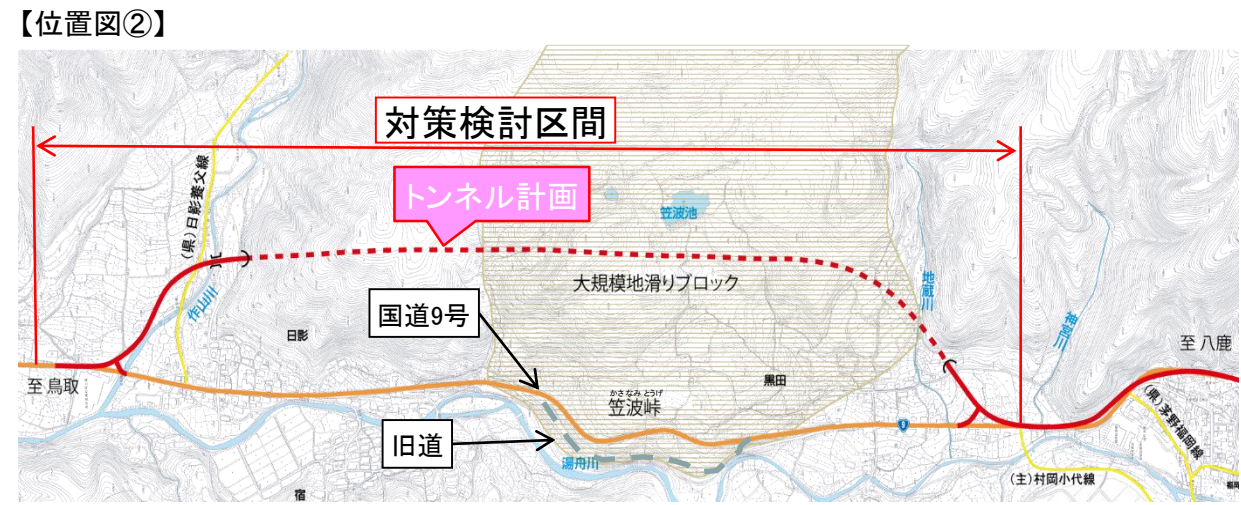 【位置図②】
対策検討区間
トンネル計画
(県)日影養父線
笠波池
大規模地滑りブロック
地蔵川
神宮川
作山川
国道9号
日影
至 八鹿
至 鳥取
黒田
かさなみ とうげ
笠波峠
9
旧道
湯舟川
(県)茅野福岡線
(主)村岡小代線
宿